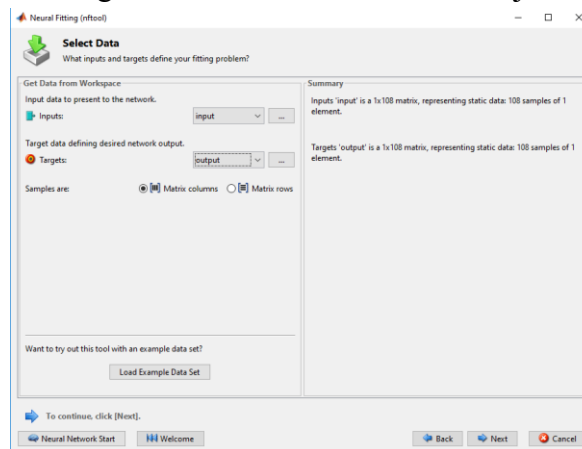 Neural Fitting (nftool)
Select Data
What inputs and targets define your fitting problem?
Get Data from Workspace
Input data to present to the network.
Inputs:
input
...
Target data defining desired network output.
Targets:
output
...
Samples are:
Matrix columns
Matrix rows
Want to try out this tool with an example data set?
Load Example Data Set
Summary
Inputs 'input' is a 1x108 matrix, representing static data: 108 samples of 1
element.
Targets 'output' is a 1x108 matrix, representing static data: 108 samples of 1
element.
To continue, click [Next].
Neural Network Start
Welcome
Back
Next
Cancel